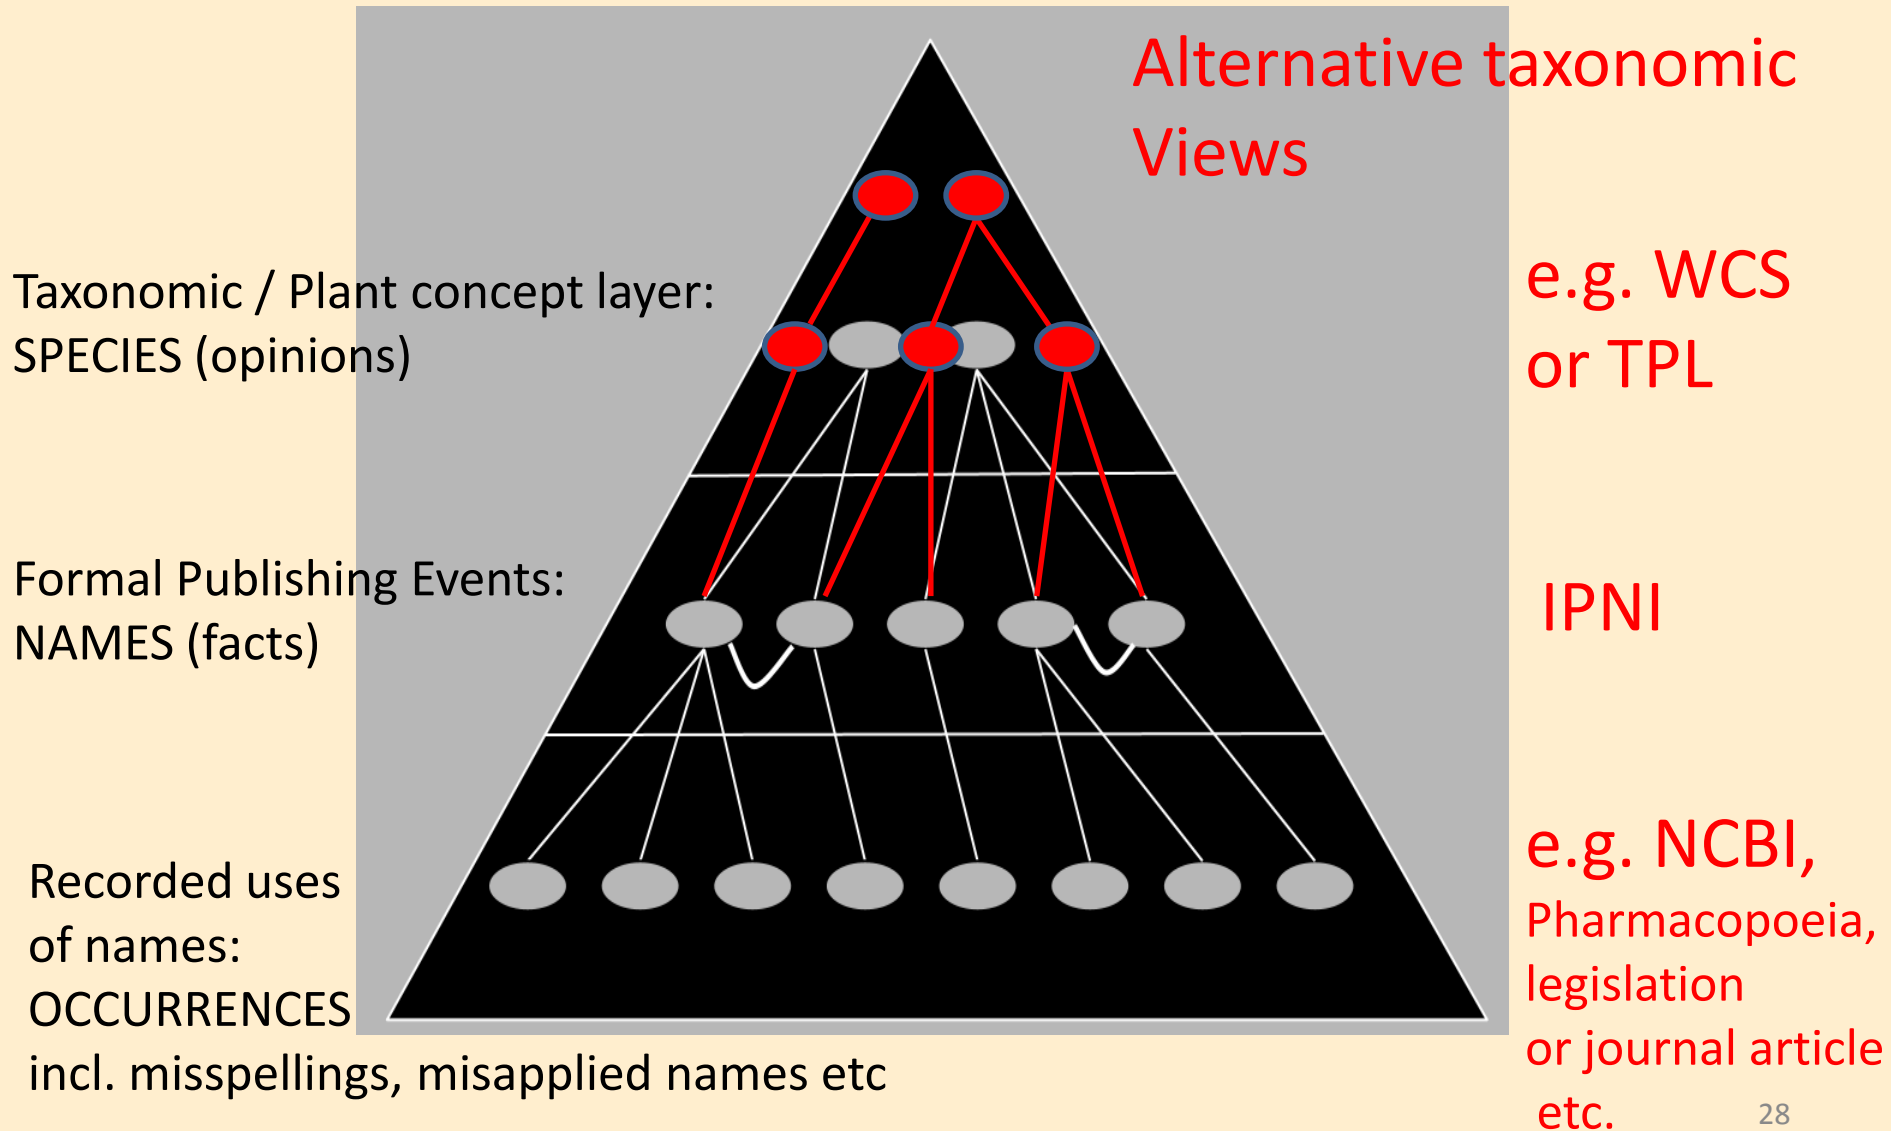 Alternative taxonomic
Views
Taxonomic / Plant concept layer:
SPECIES (opinions)
e.g. WCS
or TPL
Formal Publishing Events:
NAMES (facts)
IPNI
Recorded uses
of names:
OCCURRENCES
incl. misspellings, misapplied names etc
e.g. NCBI,
Pharmacopoeia,
legislation
or journal article
etc.
28